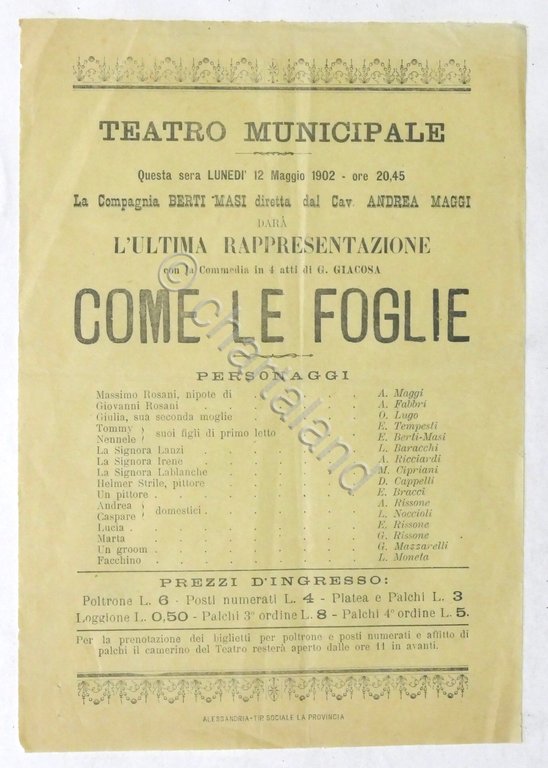 TEATRO MUNICIPALE
Questa sera LUNEDI' 12 Maggio 1902 - ore 20,45
La Compagnia BERTI MASI diretta dal Cav. ANDREA MAGGI
DARÀ
L'ULTIMA RAPPRESENTAZIONE
con la Commedia in 4 atti di G. GIACOSA
COME LE FOGLIE
PERSONAGGI
Massimo Rosani, nipote di . . . . . A. Maggi
Giovanni Rosani . . . . . . A. Fabbri
Giulia, sua seconda moglie . . . . . O. Lugo
Tommy } suoi figli di primo letto . . . . E. Tempesti
Nennele } E. Berti-Masi
La Signora Lanzi . . . . . . L. Baracchi
La Signora Irene . . . . . . A. Ricciardi
La Signora Lablanche . . . . . M. Cipriani
Helmer Strile, pittore . . . . . D. Cappelli
Un pittore . . . . . . . E. Bracci
Andrea } domestici . . . . . . A. Rissone
Caspare } L. Noccioli
Lucia . . . . . . . . E. Rissone
Marta . . . . . . . . G. Rissone
Un groom . . . . . . . G. Mazzarelli
Facchino . . . . . . . L. Moneta
PREZZI D'INGRESSO:
Poltrone L. 6 - Posti numerati L. 4 - Platea e Palchi L. 3
Loggione L. 0,50 - Palchi 3° ordine L. 8 - Palchi 4° ordine L. 5.
Per la prenotazione dei biglietti per poltrone e posti numerati e affitto di
palchi il camerino del Teatro resterà aperto dalle ore 11 in avanti.
ALESSANDRIA-TIP. SOCIALE LA PROVINCIA
© chartaland